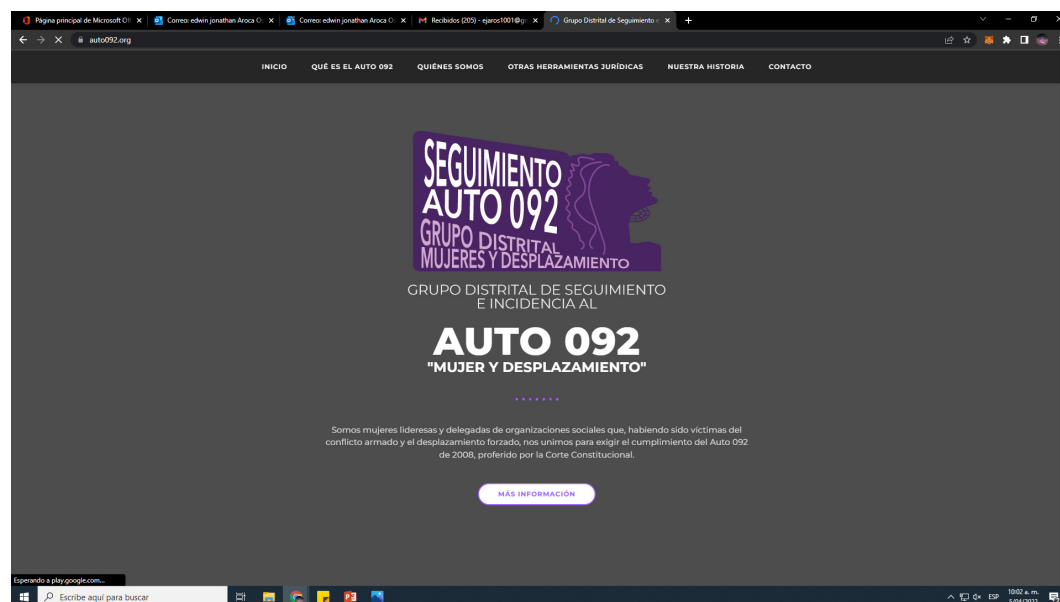 Página principal de Microsoft Off
Correo: edwin jonathan Aroca O
Correo: edwin jonathan Aroca O
Recibidos (205) - ejaros1001@g
Grupo Distrital de Seguimiento e
auto092.org
INICIO QUÉ ES EL AUTO 092 QUIÉNES SOMOS OTRAS HERRAMIENTAS JURÍDICAS NUESTRA HISTORIA CONTACTO
SEGUIMIENTO
AUTO 092
GRUPO DISTRITAL
MUJERES Y DESPLAZAMIENTO
GRUPO DISTRITAL DE SEGUIMIENTO
E INCIDENCIA AL
AUTO 092
"MUJER Y DESPLAZAMIENTO"
Somos mujeres lideresas y delegadas de organizaciones sociales que, habiendo sido víctimas del
conflicto armado y el desplazamiento forzado, nos unimos para exigir el cumplimiento del Auto 092
de 2008, proferido por la Corte Constitucional.
MÁS INFORMACIÓN
Esperando a play.google.com...
Escribe aquí para buscar
ESP
10:02 a. m.
5/04/2022